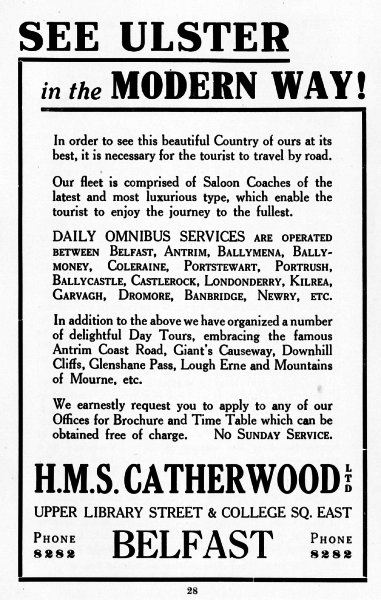 SEE ULSTER
in the MODERN WAY!
In order to see this beautiful Country of ours at its
best, it is necessary for the tourist to travel by road.
Our fleet is comprised of Saloon Coaches of the
latest and most luxurious type, which enable the
tourist to enjoy the journey to the fullest.
DAILY OMNIBUS SERVICES ARE OPERATED
BETWEEN BELFAST, ANTRIM, BALLYMENA, BALLY-
MONEY, COLERAINE, PORTSTEWART, PORTRUSH,
BALLYCASTLE, CASTLEROCK, LONDONDERRY, KILREA,
GARVAGH, DROMORE, BANBRIDGE, NEWRY, ETC.
In addition to the above we have organized a number
of delightful Day Tours, embracing the famous
Antrim Coast Road, Giant's Causeway, Downhill
Cliffs, Glenshane Pass, Lough Erne and Mountains
of Mourne, etc.
We earnestly request you to apply to any of our
Offices for Brochure and Time Table which can be
obtained free of charge. NO SUNDAY SERVICE.
H.M.S. CATHERWOOD LTD
UPPER LIBRARY STREET & COLLEGE SQ. EAST
PHONE 8282 BELFAST PHONE 8282
28